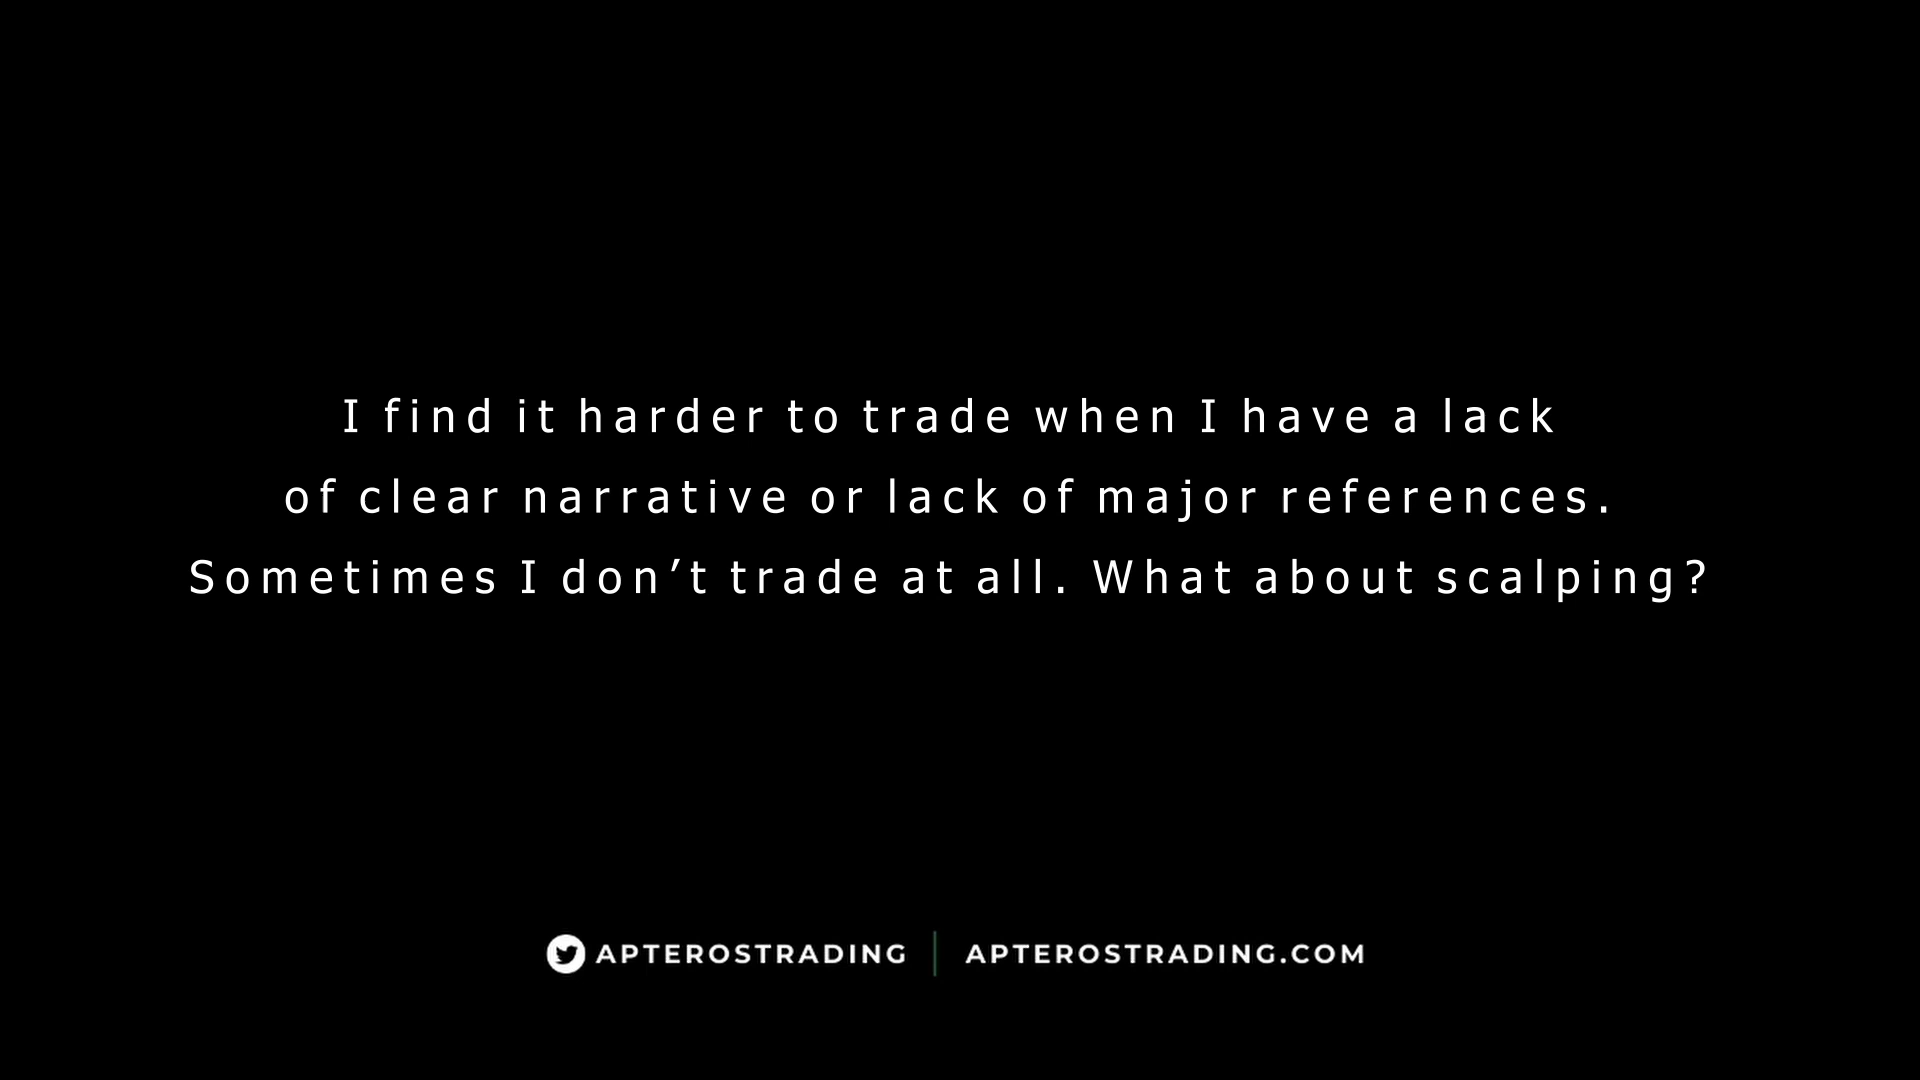 I find it harder to trade when I have a lack
of clear narrative or lack of major references.
Sometimes I don’t trade at all. What about scalping?
APTEROSTRADING | APTEROSTRADING.COM